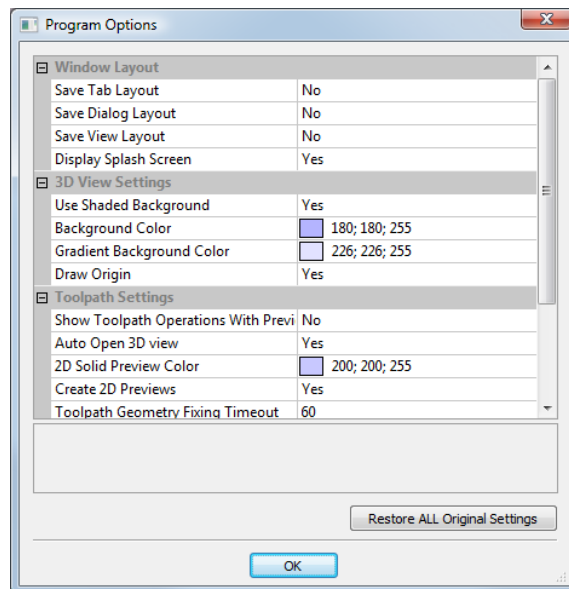 Program Options
Window Layout
Save Tab Layout No
Save Dialog Layout No
Save View Layout No
Display Splash Screen Yes
3D View Settings
Use Shaded Background Yes
Background Color 180; 180; 255
Gradient Background Color 226; 226; 255
Draw Origin Yes
Toolpath Settings
Show Toolpath Operations With Previ No
Auto Open 3D view Yes
2D Solid Preview Color 200; 200; 255
Create 2D Previews Yes
Toolpath Geometry Fixing Timeout 60
Restore ALL Original Settings
OK